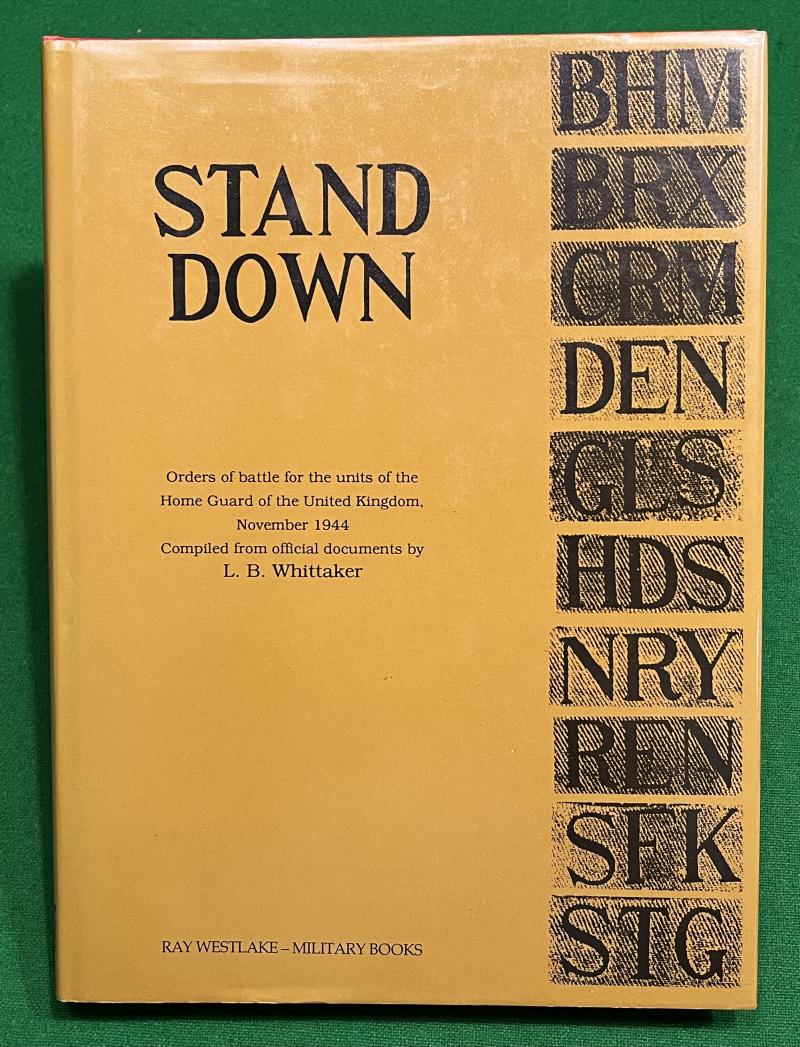 STAND
DOWN
Orders of battle for the units of the
Home Guard of the United Kingdom,
November 1944
Compiled from official documents by
L. B. Whittaker
RAY WESTLAKE – MILITARY BOOKS
BHM
BRX
CRM
DEN
GLS
HDS
NRY
REN
SFK
STG